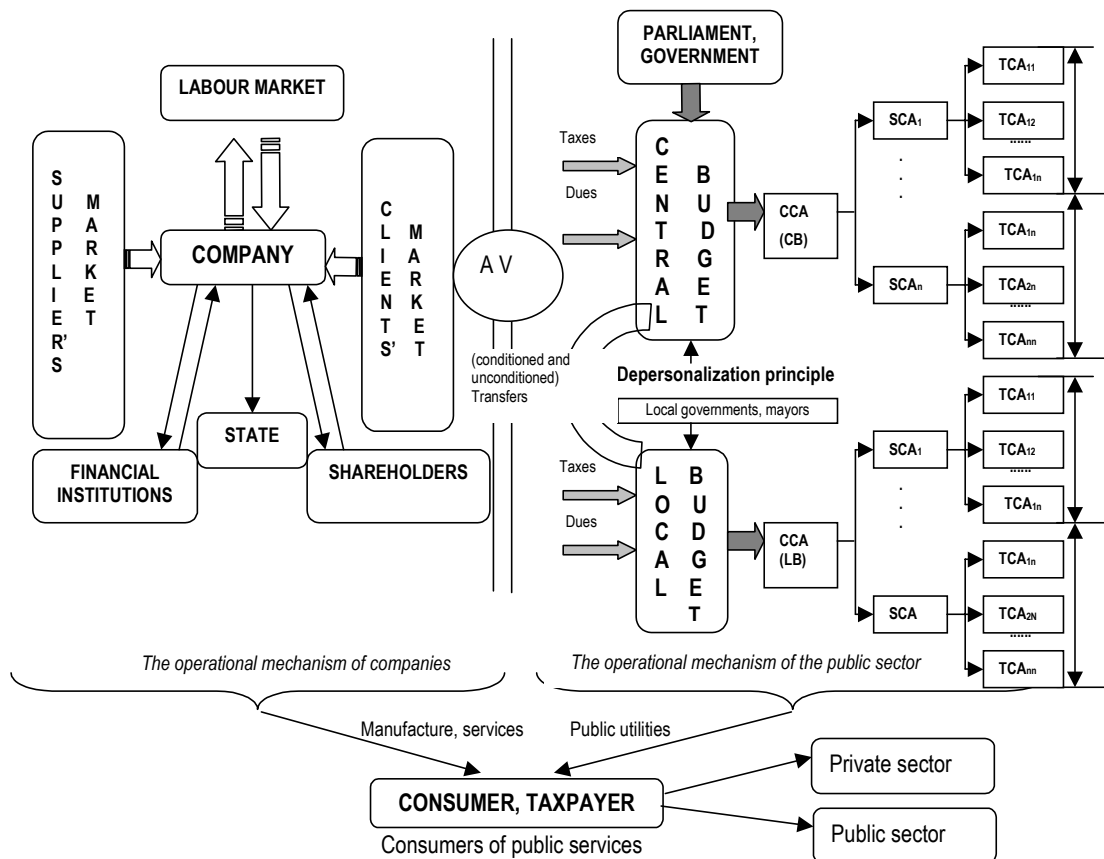 LABOUR MARKET
SUPPLIER'S
MARKET
COMPANY
CLIENTS'
MARKET
FINANCIAL
INSTITUTIONS
STATE
SHAREHOLDERS
A V
PARLIAMENT,
GOVERNMENT
Taxes
Dues
CENTRAL
BUDGET
CCA
(CB)
SCA1
.
.
.
.
SCAn
TCA11
TCA12
......
TCA1n
TCA1n
TCA2n
......
TCAnn
(conditioned and
unconditioned)
Transfers
Depersonalization principle
Local governments, mayors
Taxes
Dues
LOCAL
BUDGET
CCA
(LB)
SCA1
.
.
.
.
SCA
TCA11
TCA12
......
TCA1n
TCA1n
TCA2N
......
TCAnn
The operational mechanism of companies
The operational mechanism of the public sector
Manufacture, services
Public utilities
CONSUMER, TAXPAYER
Consumers of public services
Private sector
Public sector